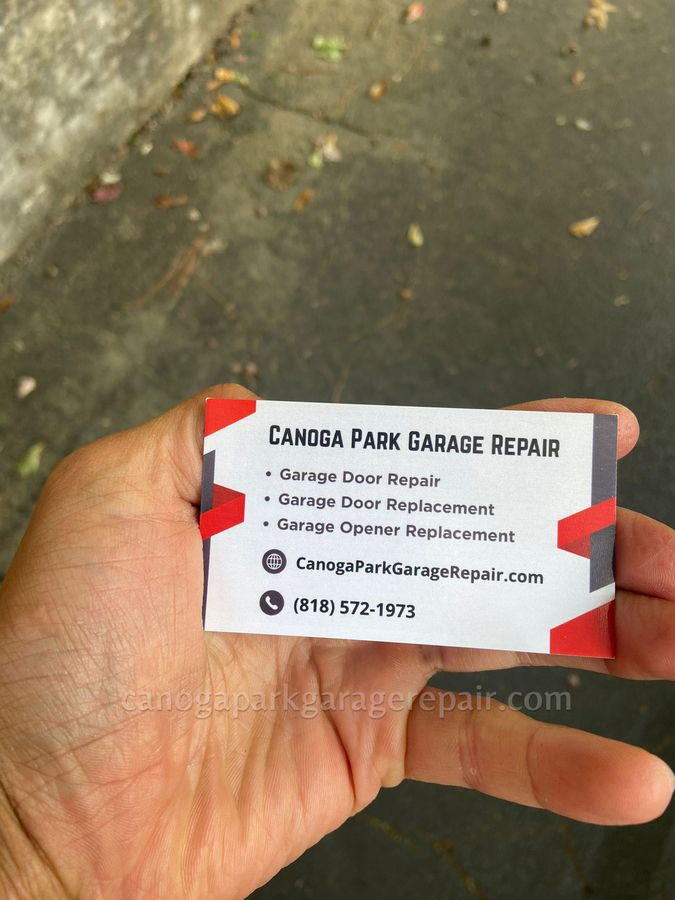 Canoga Park Garage Repair
• Garage Door Repair
• Garage Door Replacement
• Garage Opener Replacement
CanogaParkGarageRepair.com
(818) 572-1973
canogaparkgaragerepair.com